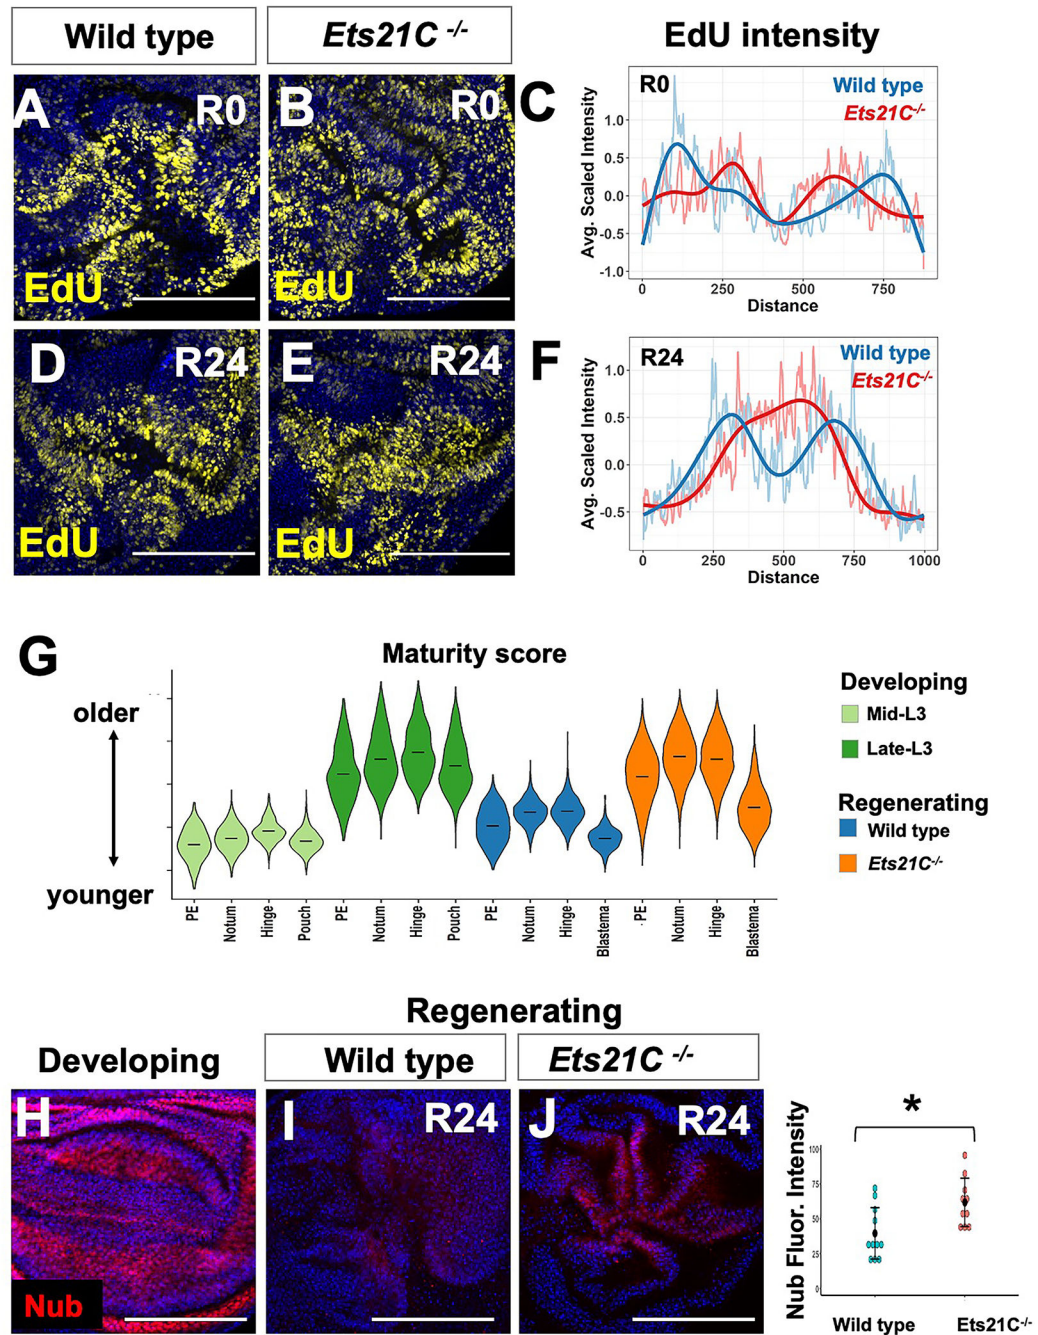 Wild type
Ets21C -/-
EdU intensity
A
R0
EdU
B
R0
EdU
C
R0
Wild type
Ets21C-/-
Avg. Scaled Intensity
1.0
0.5
0.0
-0.5
-1.0
0 250 500 750
Distance
D
R24
EdU
E
R24
EdU
F
R24
Wild type
Ets21C-/-
Avg. Scaled Intensity
1.0
0.5
0.0
-0.5
0 250 500 750 1000
Distance
G
Maturity score
older
younger
PE Notum Hinge Pouch PE Notum Hinge Pouch PE Notum Hinge Blastema PE Notum Hinge Blastema
Developing
Mid-L3
Late-L3
Regenerating
Wild type
Ets21C-/-
Regenerating
Developing
Wild type
Ets21C -/-
H
Nub
I
R24
J
R24
*
Nub Fluor. Intensity
100
75
50
25
0
Wild type Ets21C-/-